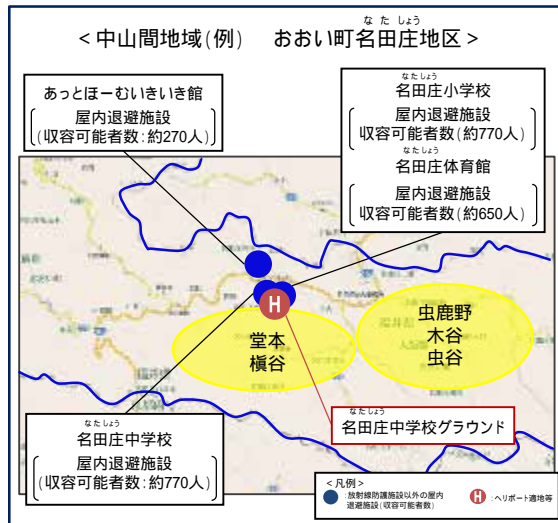 <中山間地域(例) おおい町名田庄地区>
なたしょう
あっとほーむいきいき館
屋内退避施設
(収容可能者数:約270人)
なたしょう
名田庄小学校
屋内退避施設
収容可能者数(約770人)
なたしょう
名田庄体育館
屋内退避施設
収容可能者数(約650人)
H
堂本
槇谷
虫鹿野
木谷
虫谷
なたしょう
名田庄中学校
屋内退避施設
(収容可能者数:約770人)
なたしょう
名田庄中学校グラウンド
<凡例>
:放射線防護施設以外の屋内
退避施設(収容可能者数)
H :ヘリポート適地等